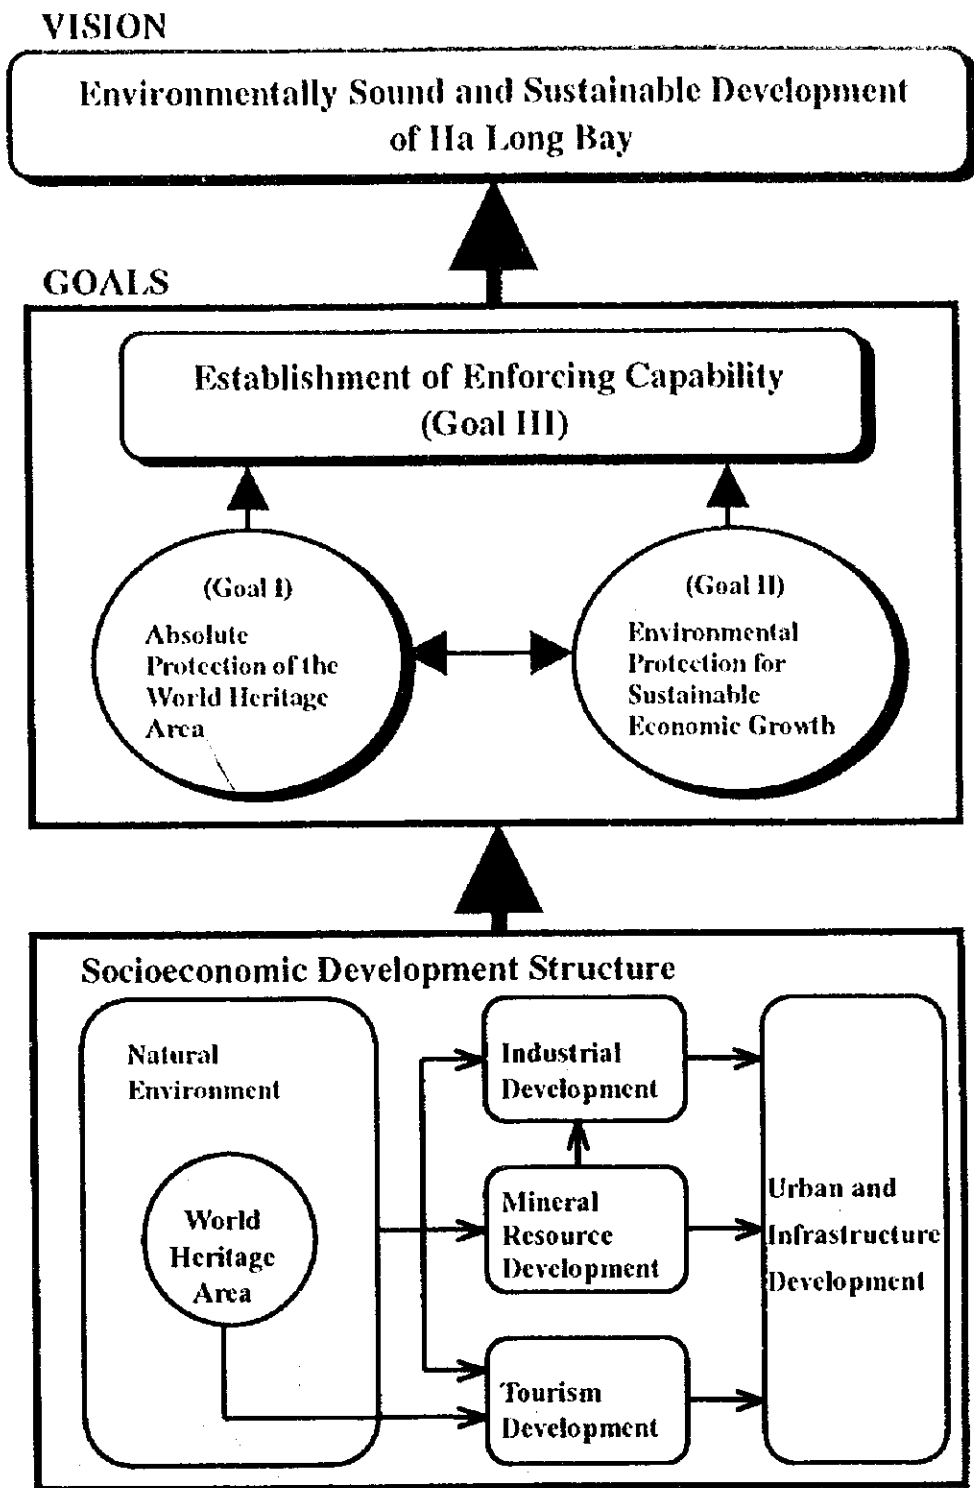 VISION
Environmentally Sound and Sustainable Development
of Ha Long Bay
GOALS
Establishment of Enforcing Capability
(Goal III)
(Goal I)
Absolute
Protection of the
World Heritage
Area
(Goal II)
Environmental
Protection for
Sustainable
Economic Growth
Socioeconomic Development Structure
Natural
Environment
World
Heritage
Area
Industrial
Development
Mineral
Resource
Development
Tourism
Development
Urban and
Infrastructure
Development